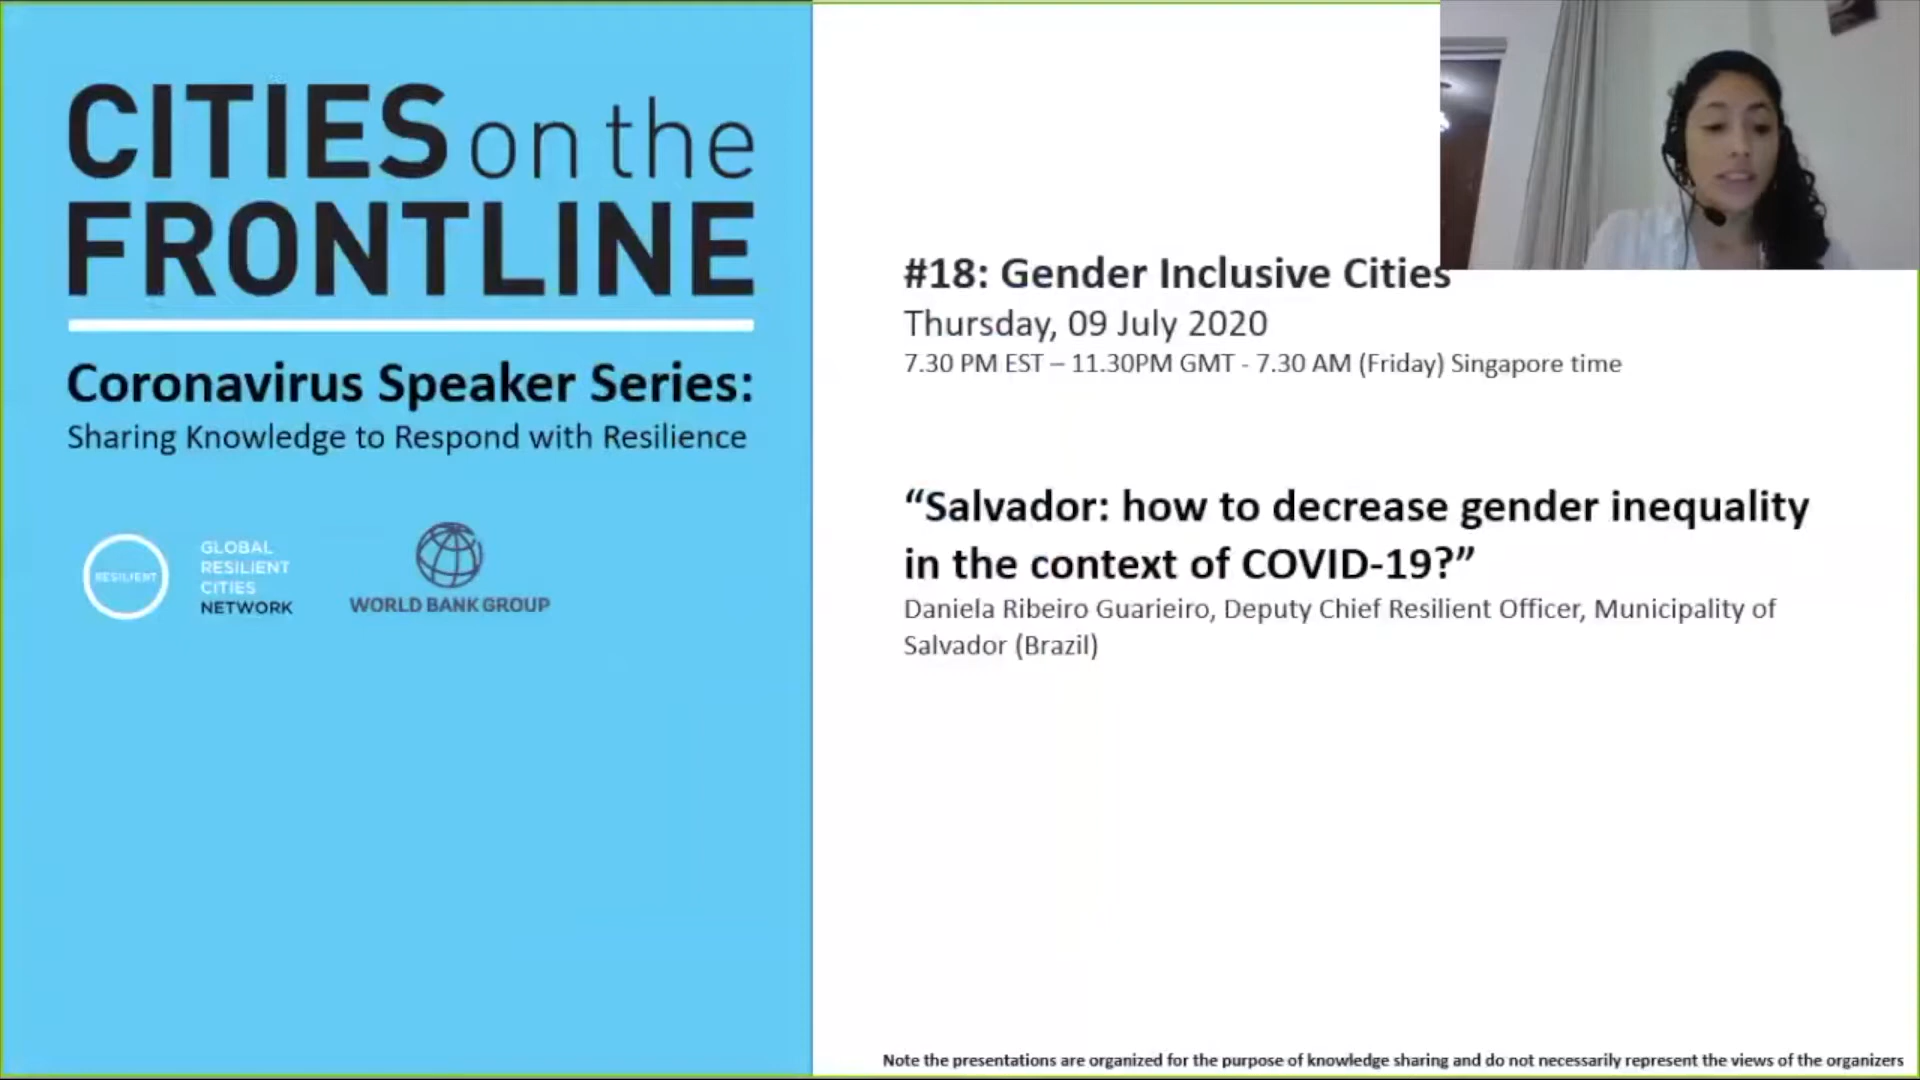 CITIES on the
FRONTLINE
Coronavirus Speaker Series:
Sharing Knowledge to Respond with Resilience
RESILIENT
GLOBAL
RESILIENT
CITIES
NETWORK
WORLD BANK GROUP
#18: Gender Inclusive Cities
Thursday, 09 July 2020
7.30 PM EST – 11.30PM GMT - 7.30 AM (Friday) Singapore time
“Salvador: how to decrease gender inequality
in the context of COVID-19?”
Daniela Ribeiro Guarieiro, Deputy Chief Resilient Officer, Municipality of
Salvador (Brazil)
Note the presentations are organized for the purpose of knowledge sharing and do not necessarily represent the views of the organizers